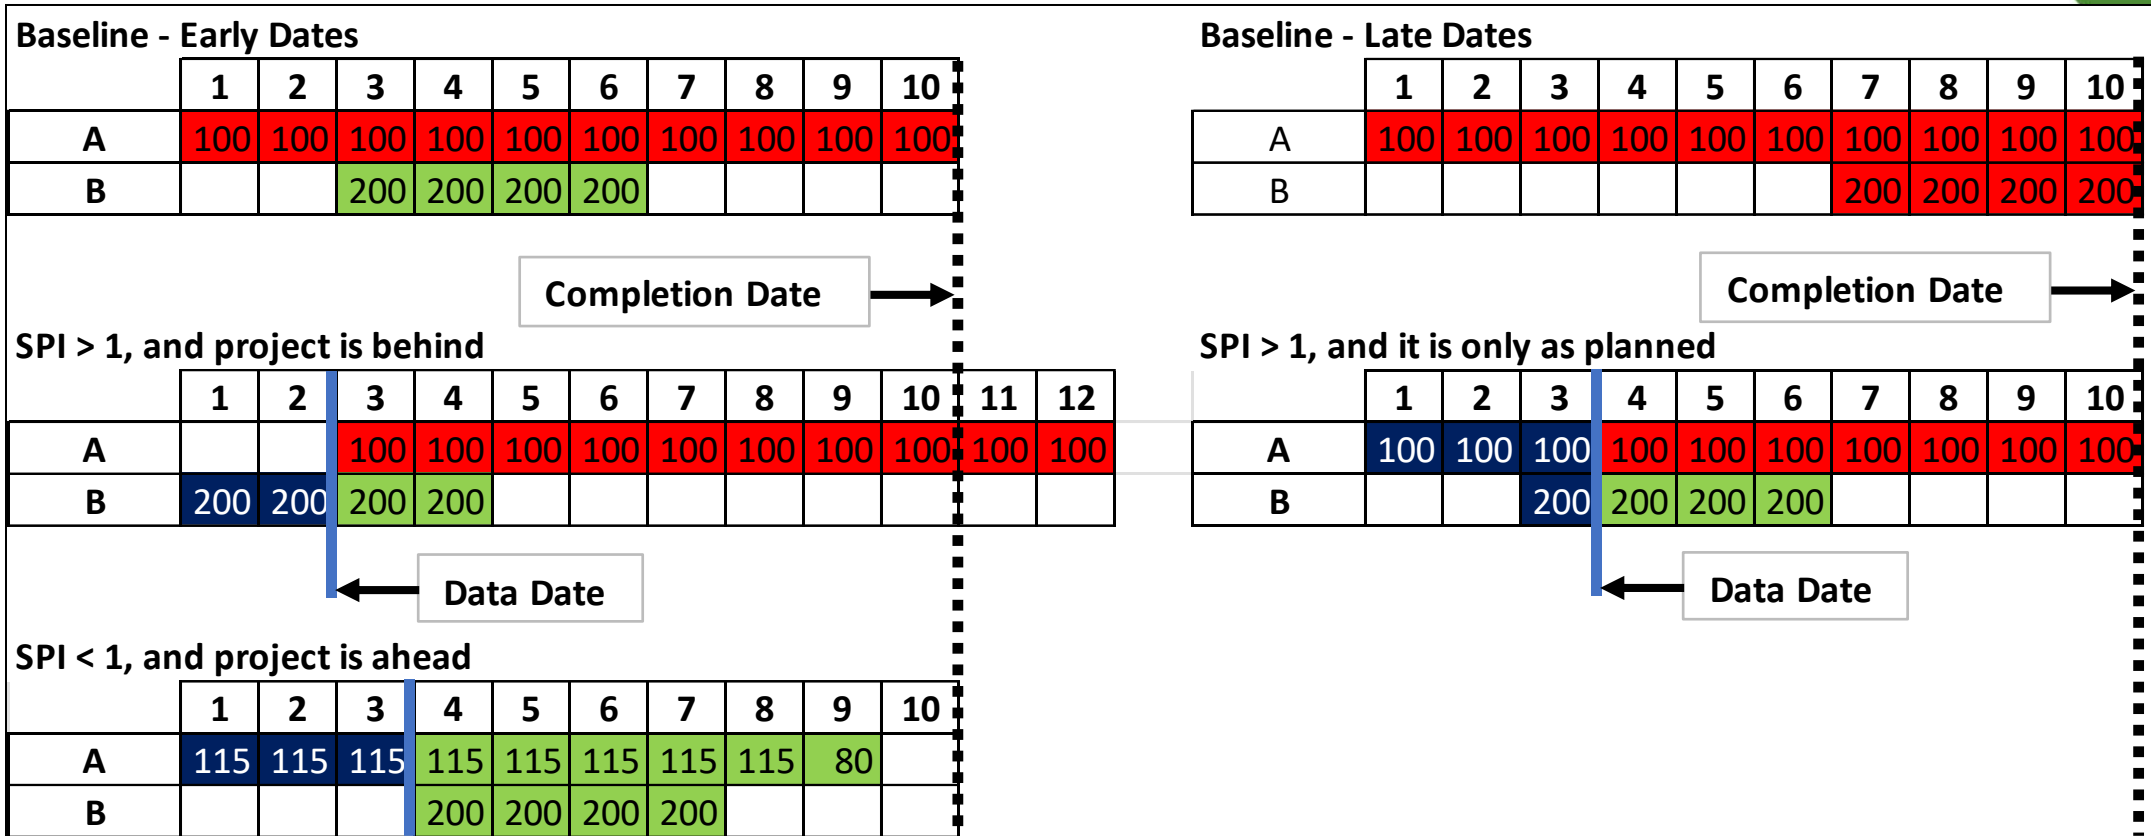 Baseline - Early Dates
1 2 3 4 5 6 7 8 9 10
A 100 100 100 100 100 100 100 100 100 100
B 200 200 200 200
Completion Date
SPI > 1, and project is behind
1 2 3 4 5 6 7 8 9 10 11 12
A 100 100 100 100 100 100 100 100 100 100
B 200 200 200 200
Data Date
SPI < 1, and project is ahead
1 2 3 4 5 6 7 8 9 10
A 115 115 115 115 115 115 115 115 80
B 200 200 200 200
Baseline - Late Dates
1 2 3 4 5 6 7 8 9 10
A 100 100 100 100 100 100 100 100 100 100
B 200 200 200 200
Completion Date
SPI > 1, and it is only as planned
1 2 3 4 5 6 7 8 9 10
A 100 100 100 100 100 100 100 100 100 100
B 200 200 200 200
Data Date